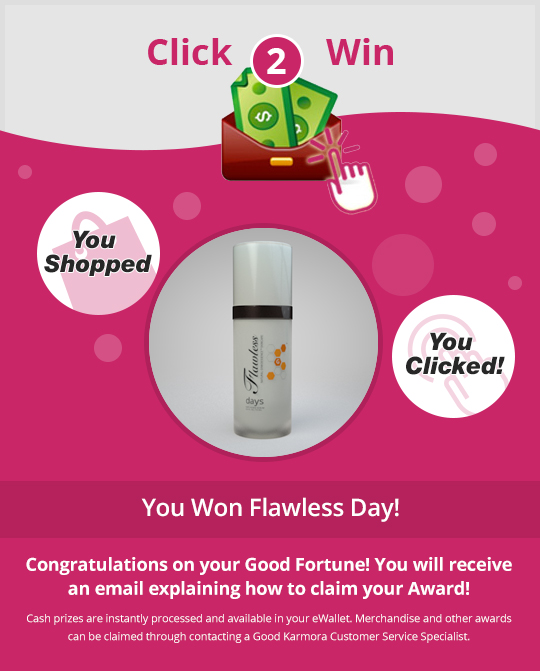 Click 2 Win
You
Shopped
Flawless
days
You
Clicked!
You Won Flawless Day!
Congratulations on your Good Fortune! You will receive
an email explaining how to claim your Award!
Cash prizes are instantly processed and available in your eWallet. Merchandise and other awards
can be claimed through contacting a Good Karmora Customer Service Specialist.